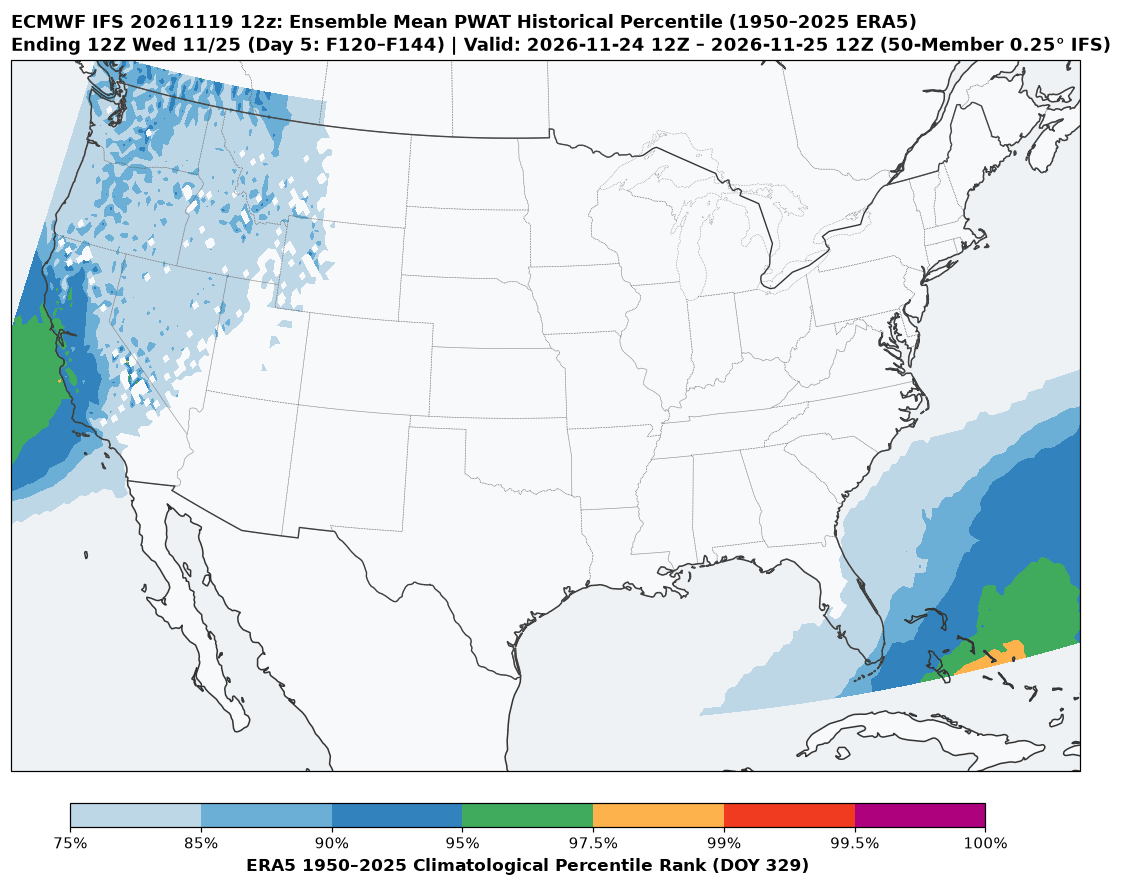 ECMWF IFS 20261119 12z: Ensemble Mean PWAT Historical Percentile (1950–2025 ERA5)
Ending 12Z Wed 11/25 (Day 5: F120–F144) | Valid: 2026-11-24 12Z – 2026-11-25 12Z (50-Member 0.25° IFS)
75% 85% 90% 95% 97.5% 99% 99.5% 100%
ERA5 1950–2025 Climatological Percentile Rank (DOY 329)